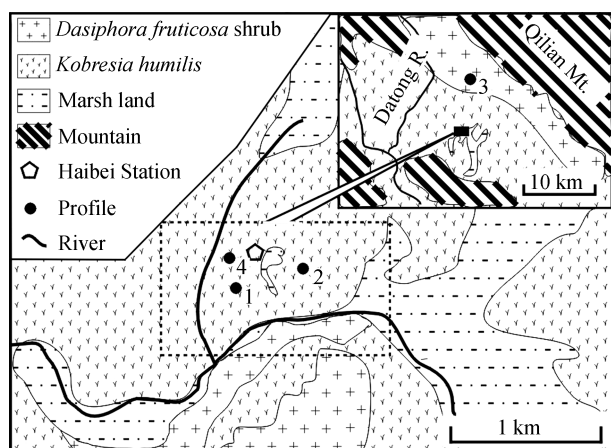 Dasiphora fruticosa shrub
Kobresia humilis
Marsh land
Mountain
Haibei Station
Profile
River
Datong R.
Qilian Mt.
3
10 km
4
1
2
1 km